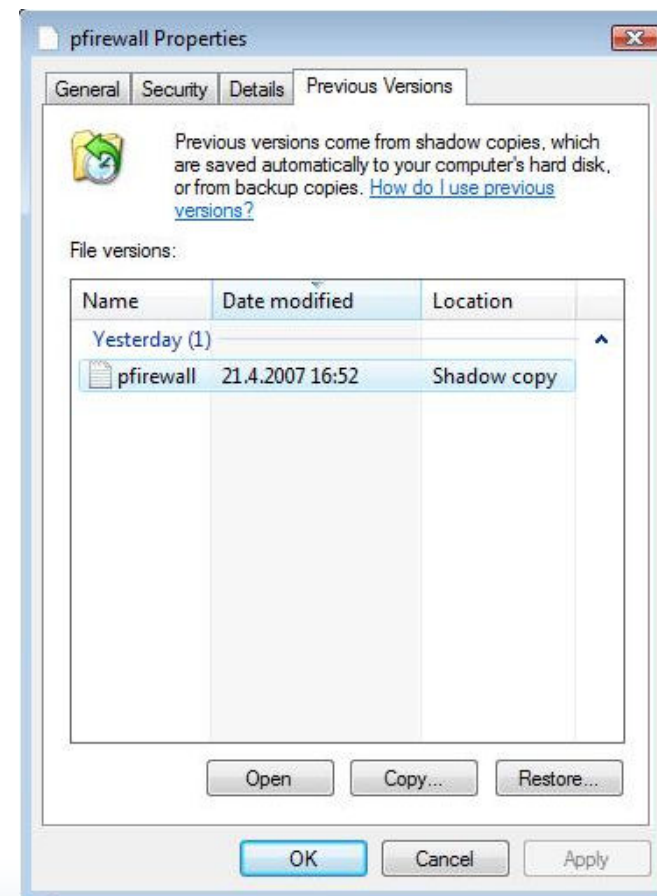 pfirewall Properties
General Security Details Previous Versions
Previous versions come from shadow copies, which
are saved automatically to your computer's hard disk,
or from backup copies. How do I use previous
versions?
File versions:
Name Date modified Location
Yesterday (1)
pfirewall 21.4.2007 16:52 Shadow copy
Open Copy... Restore...
OK Cancel Apply